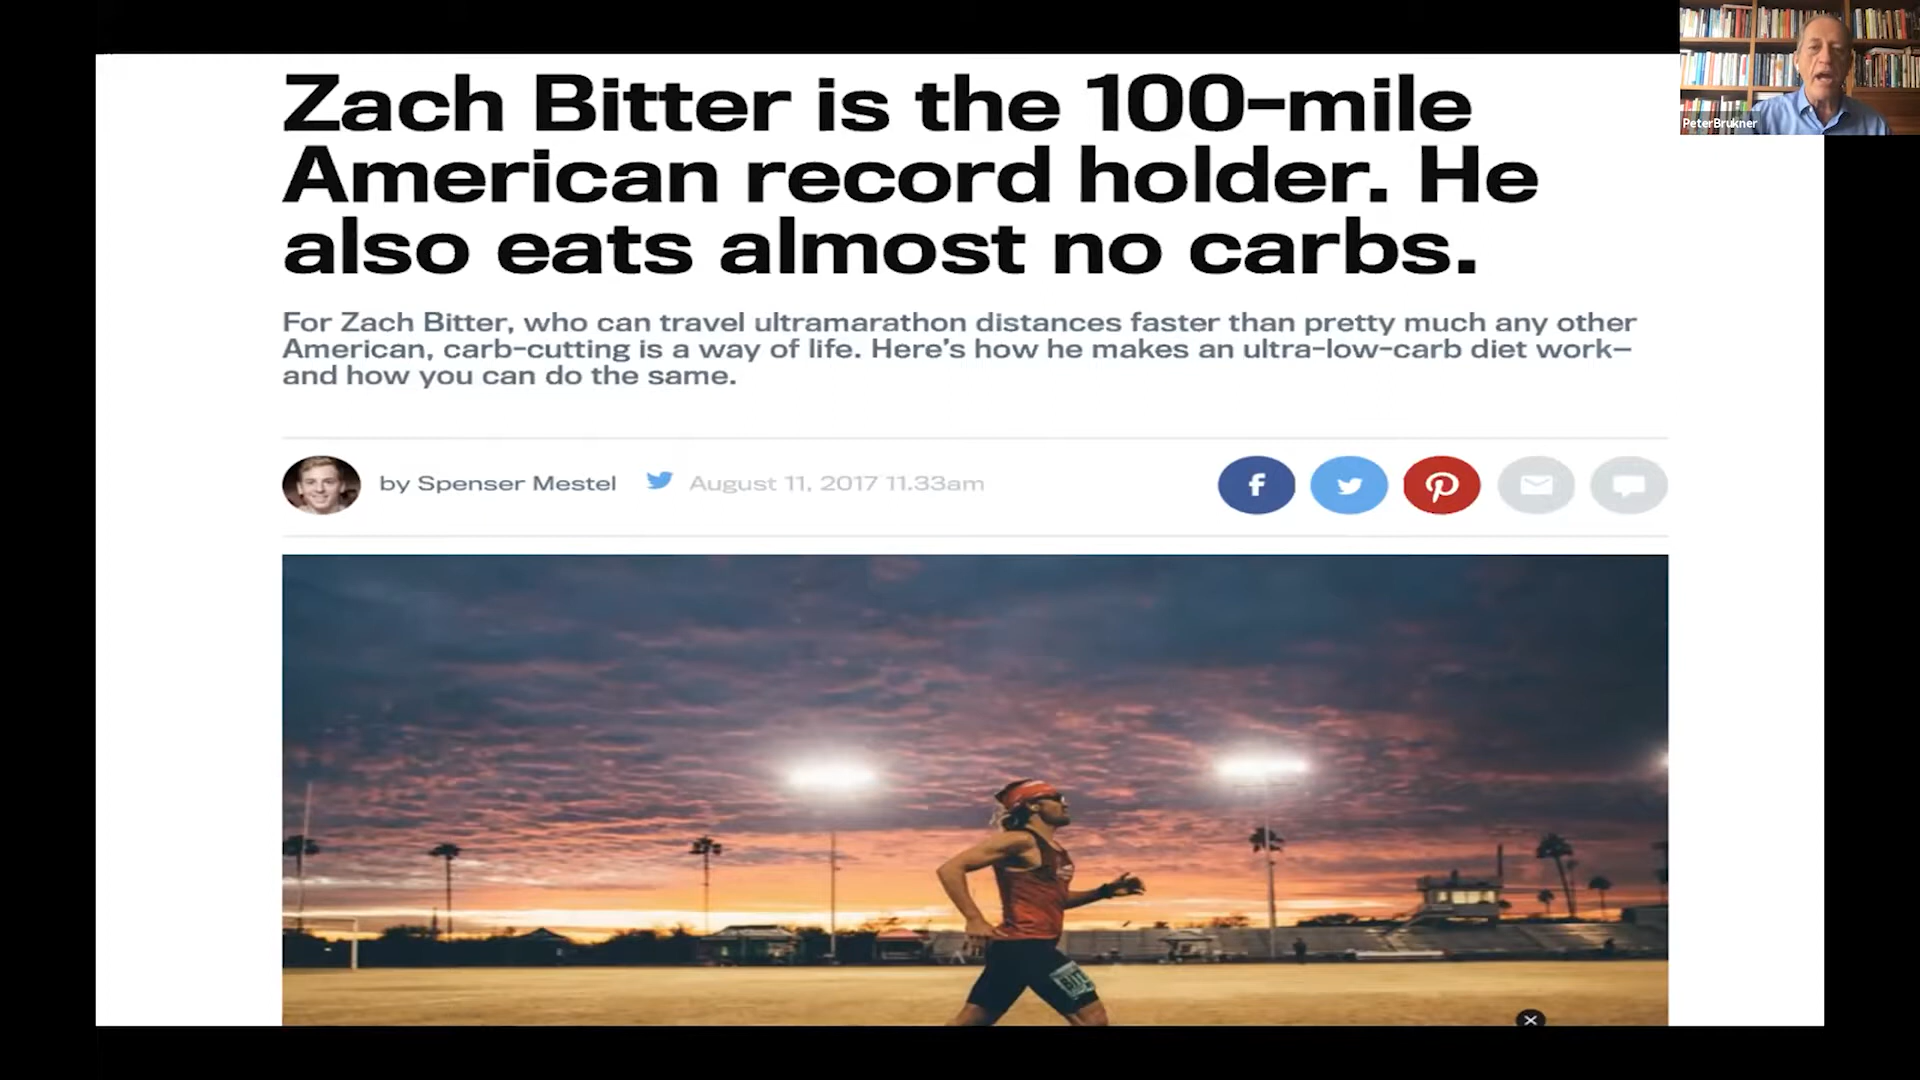 Zach Bitter is the 100-mile
American record holder. He
also eats almost no carbs.
For Zach Bitter, who can travel ultramarathon distances faster than pretty much any other
American, carb-cutting is a way of life. Here's how he makes an ultra-low-carb diet work—
and how you can do the same.
by Spenser Mestel August 11, 2017 11.33am
PeterBrukner